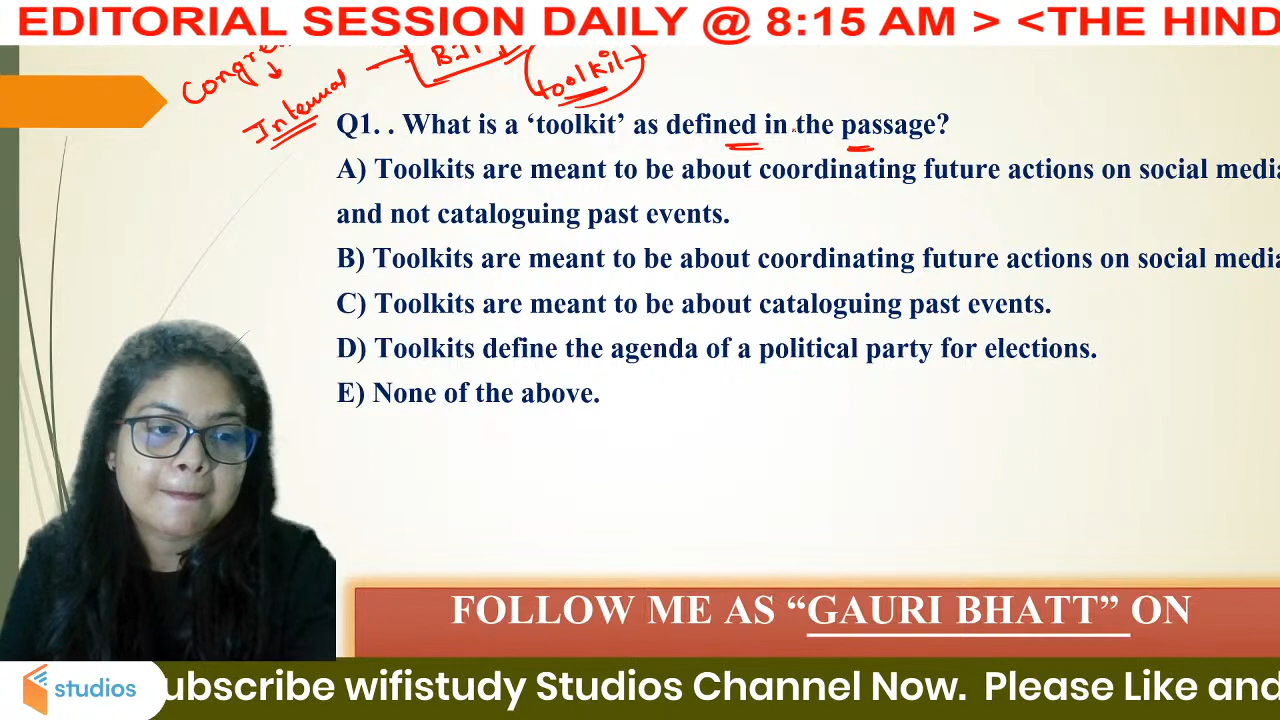 EDITORIAL SESSION DAILY @ 8:15 AM > <THE HIND
Internal
toolkit
Q1. . What is a ‘toolkit’ as defined in the passage?
A) Toolkits are meant to be about coordinating future actions on social media
and not cataloguing past events.
B) Toolkits are meant to be about coordinating future actions on social media
C) Toolkits are meant to be about cataloguing past events.
D) Toolkits define the agenda of a political party for elections.
E) None of the above.
FOLLOW ME AS “GAURI BHATT” ON
studios
ubscribe wifistudy Studios Channel Now. Please Like and